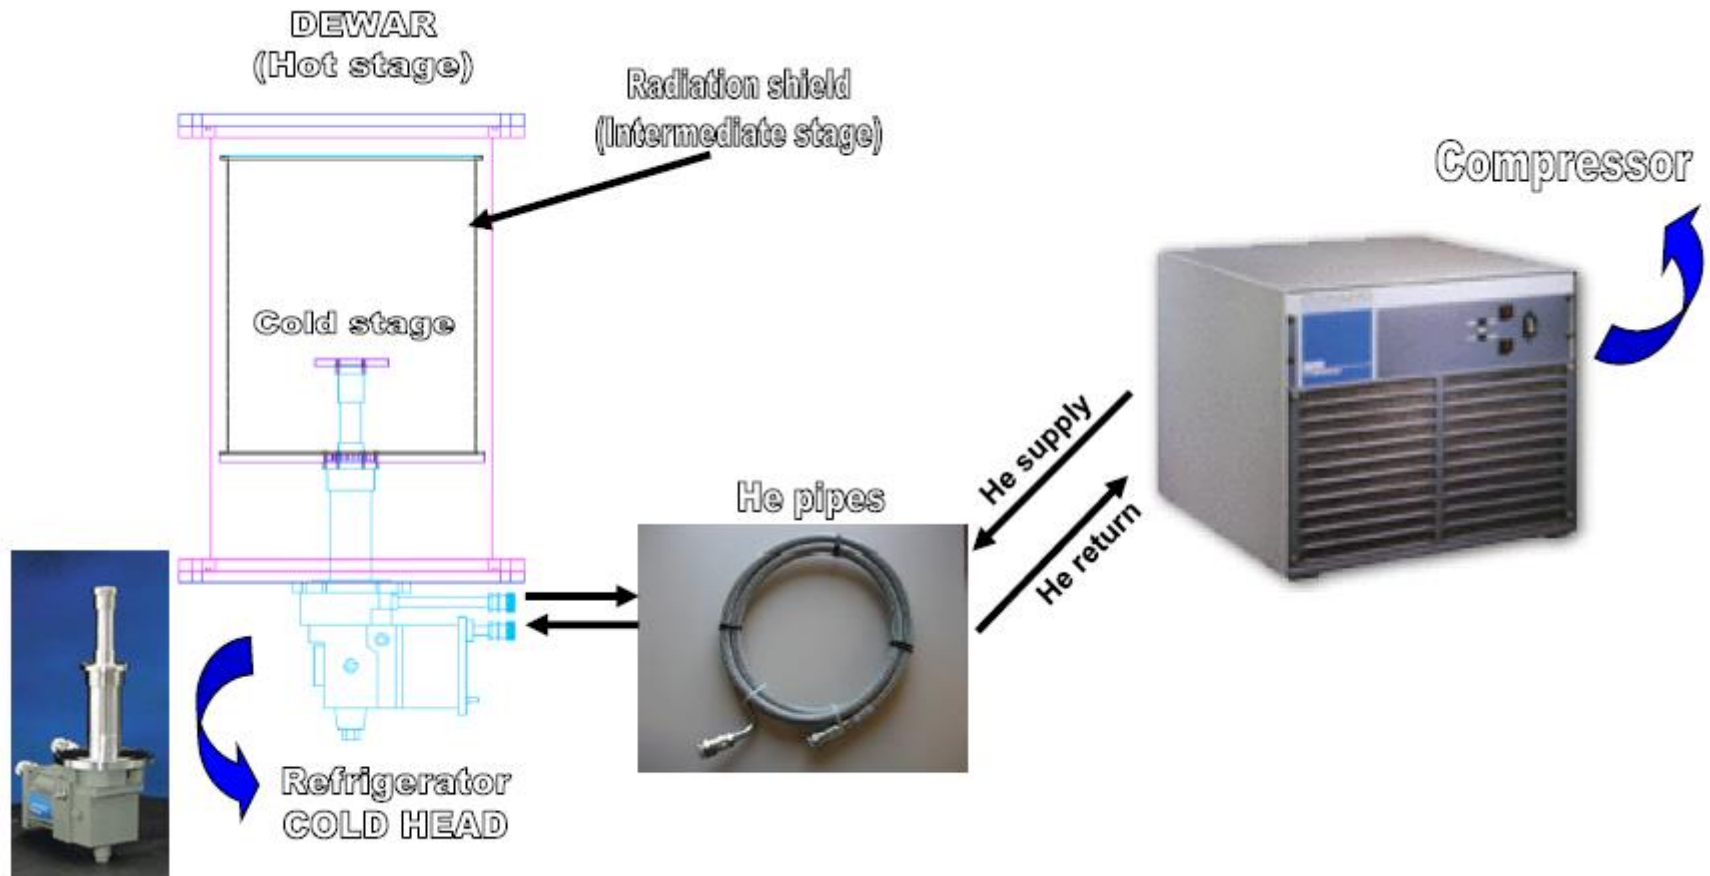 DEWAR
(Hot stage)
Radiation shield
(Intermediate stage)
Compressor
Cold stage
He supply
He return
He pipes
Refrigerator
COLD HEAD